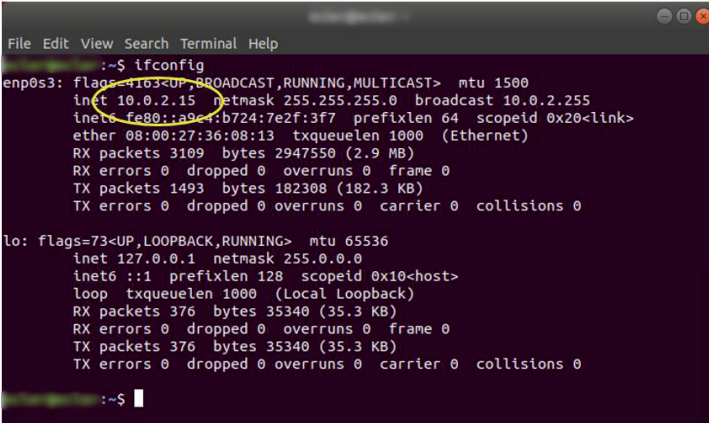 File Edit View Search Terminal Help
:~$ ifconfig
enp0s3: flags=4163<UP,BROADCAST,RUNNING,MULTICAST>  mtu 1500
inet 10.0.2.15  netmask 255.255.255.0  broadcast 10.0.2.255
inet6 fe80::a9c4:b724:7e2f:3f7  prefixlen 64  scopeid 0x20<link>
ether 08:00:27:36:08:13  txqueuelen 1000  (Ethernet)
RX packets 3109  bytes 2947550 (2.9 MB)
RX errors 0  dropped 0  overruns 0  frame 0
TX packets 1493  bytes 182308 (182.3 KB)
TX errors 0  dropped 0 overruns 0  carrier 0  collisions 0
lo: flags=73<UP,LOOPBACK,RUNNING>  mtu 65536
inet 127.0.0.1  netmask 255.0.0.0
inet6 ::1  prefixlen 128  scopeid 0x10<host>
loop  txqueuelen 1000  (Local Loopback)
RX packets 376  bytes 35340 (35.3 KB)
RX errors 0  dropped 0  overruns 0  frame 0
TX packets 376  bytes 35340 (35.3 KB)
TX errors 0  dropped 0 overruns 0  carrier 0  collisions 0
:~$